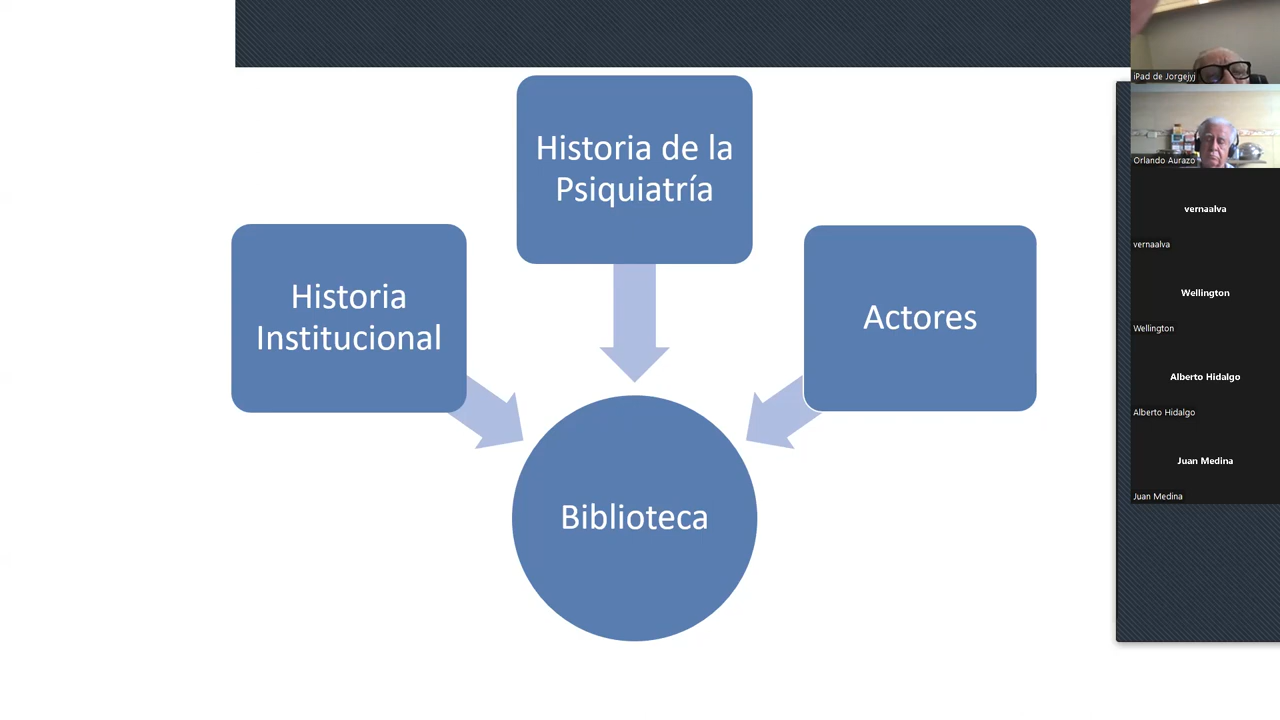 Historia de la
Psiquiatría
Historia
Institucional
Actores
Biblioteca
iPad de Jorgejyj
Orlando Aurazo
vernaalva
vernaalva
Wellington
Wellington
Alberto Hidalgo
Alberto Hidalgo
Juan Medina
Juan Medina